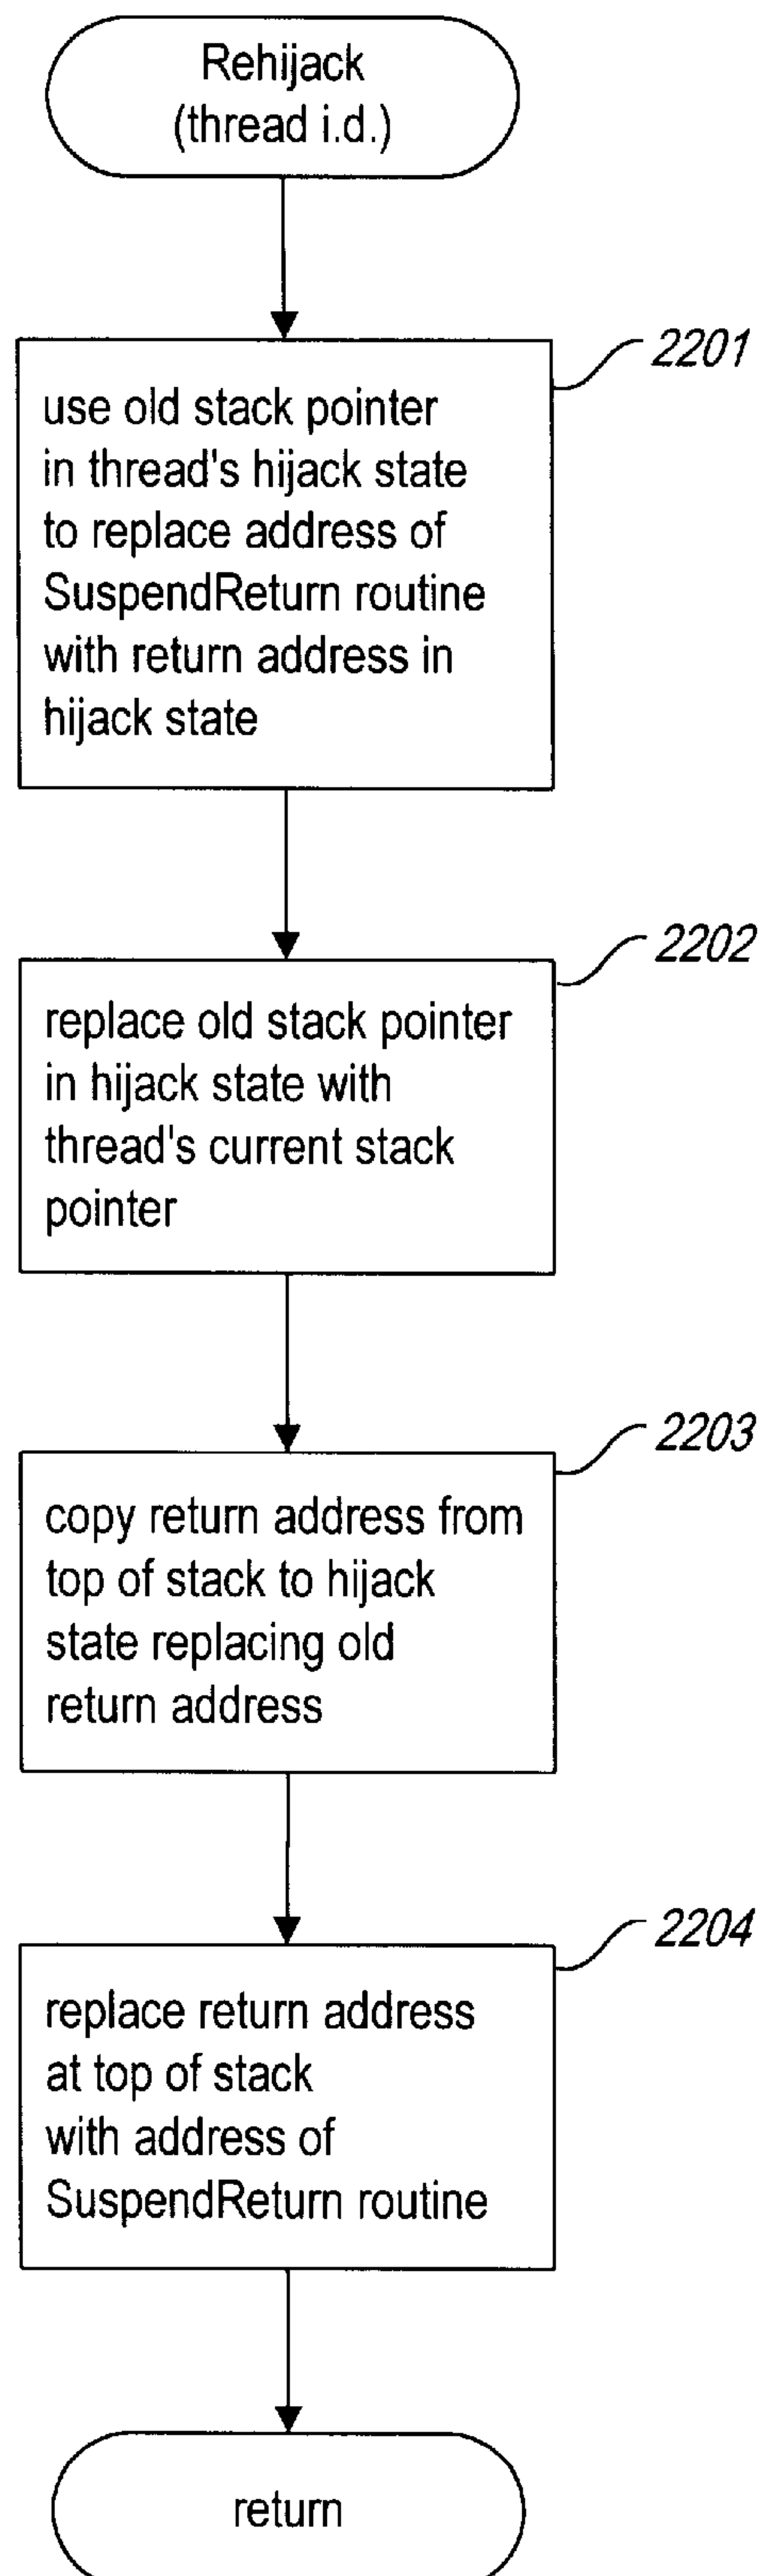 Rehijack
(thread i.d.)
2201
use old stack pointer
in thread's hijack state
to replace address of
SuspendReturn routine
with return address in
hijack state
2202
replace old stack pointer
in hijack state with
thread's current stack
pointer
2203
copy return address from
top of stack to hijack
state replacing old
return address
2204
replace return address
at top of stack
with address of
SuspendReturn routine
return